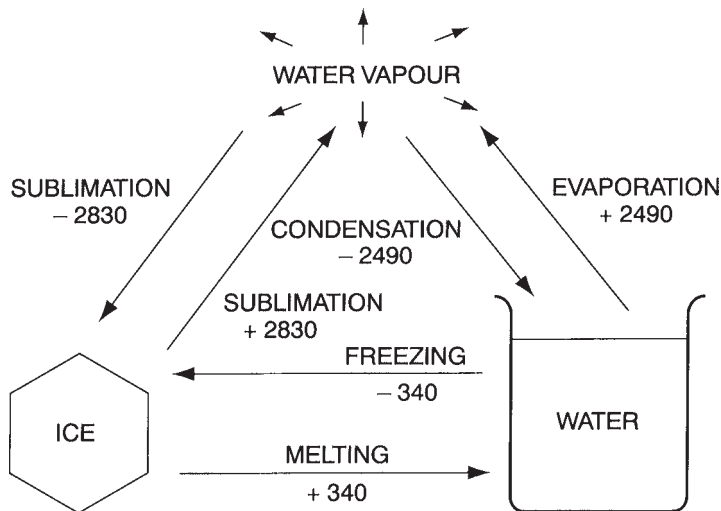 WATER VAPOUR
SUBLIMATION
− 2830
EVAPORATION
+ 2490
CONDENSATION
− 2490
SUBLIMATION
+ 2830
FREEZING
− 340
ICE
WATER
MELTING
+ 340